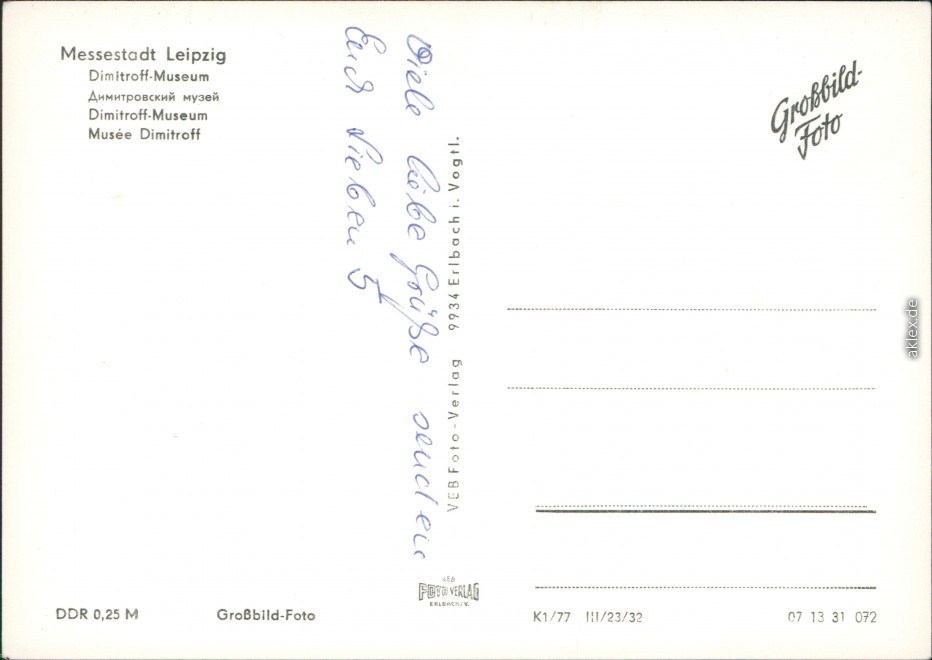 Messestadt Leipzig
Dimitroff-Museum
Димитровский музей
Dimitroff-Museum
Musée Dimitroff
Viele liebe Grüße senden
Euch Lieben 5
VEB Foto-Verlag 9934 Erlbach i. Vogtl.
Großbild-
Foto
VEB
FOTO VERLAG
ERLBACH/V.
DDR 0,25 M Großbild-Foto
K1/77 III/23/32 07 13 31 072
aklex.de